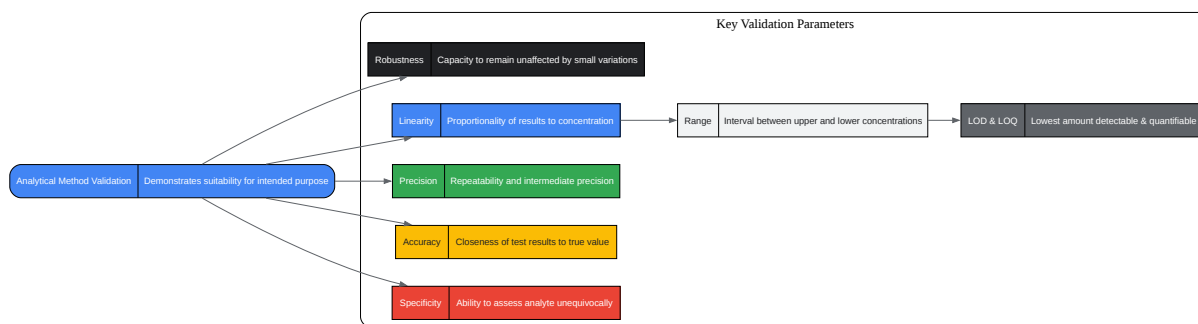 Key Validation Parameters
Robustness Capacity to remain unaffected by small variations
Linearity Proportionality of results to concentration
Range Interval between upper and lower concentrations
LOD & LOQ Lowest amount detectable & quantifiable
Analytical Method Validation Demonstrates suitability for intended purpose
Precision Repeatability and intermediate precision
Accuracy Closeness of test results to true value
Specificity Ability to assess analyte unequivocally